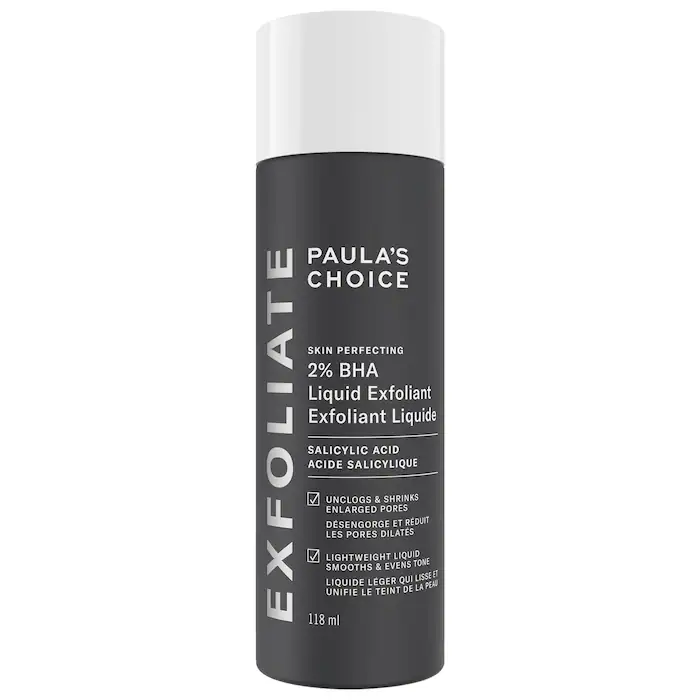 EXFOLIATE
PAULA'S
CHOICE
SKIN PERFECTING
2% BHA
Liquid Exfoliant
Exfoliant Liquide
SALICYLIC ACID
ACIDE SALICYLIQUE
UNCLOGS & SHRINKS
ENLARGED PORES
DÉSENGORGE ET RÉDUIT
LES PORES DILATÉS
LIGHTWEIGHT LIQUID
SMOOTHS & EVENS TONE
LIQUIDE LÉGER QUI LISSE ET
UNIFIE LE TEINT DE LA PEAU
118 ml